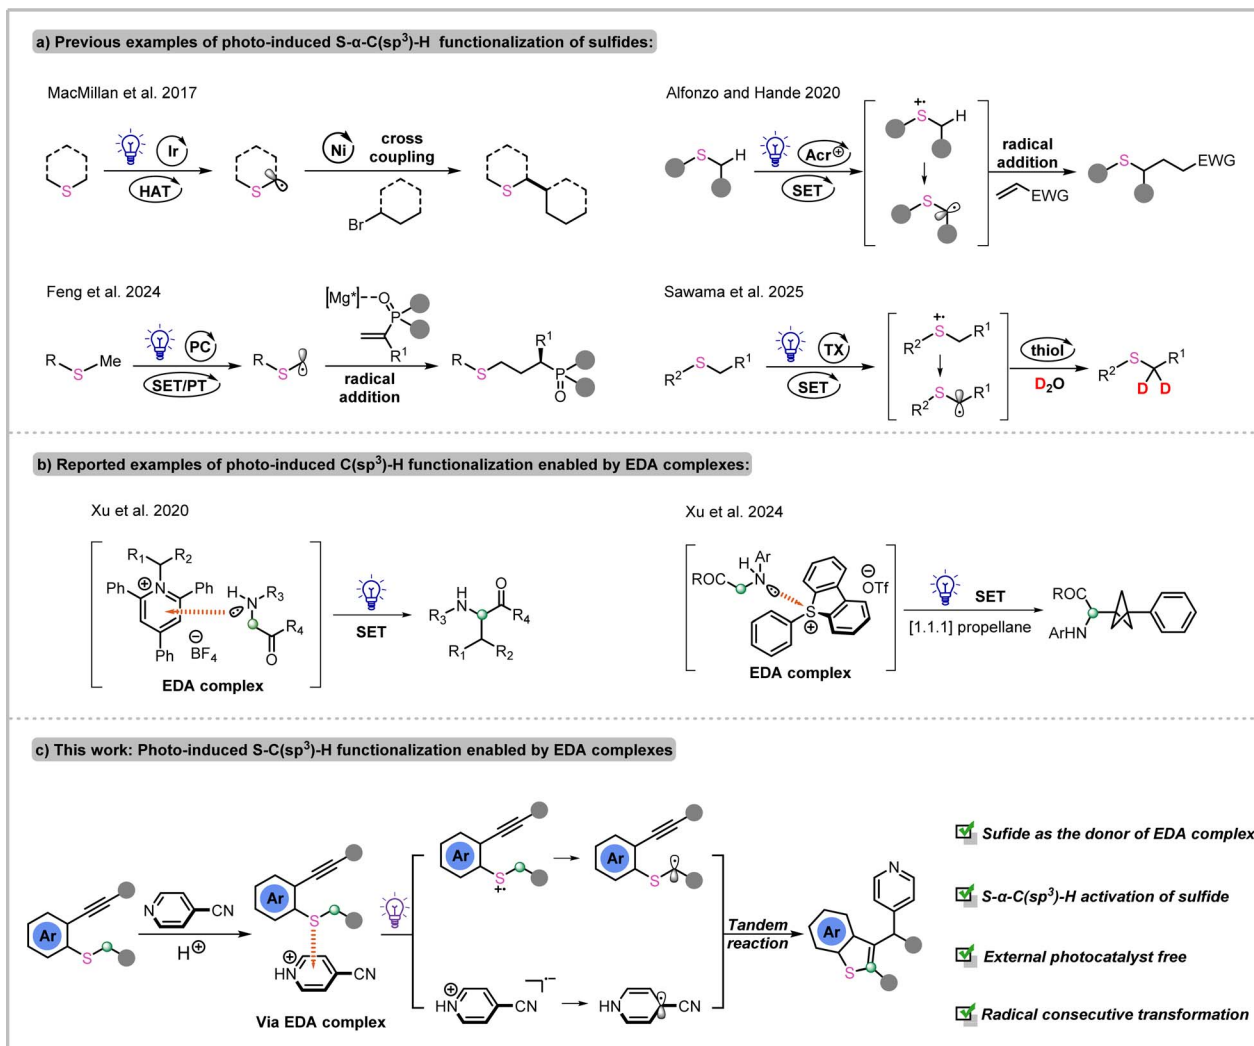 a) Previous examples of photo-induced S-α-C(sp³)-H functionalization of sulfides:
MacMillan et al. 2017
S
Ir
HAT
S
Ni
cross
coupling
Br
S
Alfonzo and Hande 2020
S
H
Acr⊕
SET
+•
S
H
S
radical
addition
EWG
S
EWG
Feng et al. 2024
R
S
Me
PC
SET/PT
R
S
[Mg*]
O
P
R¹
radical
addition
R
S
R¹
P
O
Sawama et al. 2025
R²
S
R¹
TX
SET
+•
R²
S
R¹
R²
S
R¹
thiol
D₂O
R²
S
R¹
D D
b) Reported examples of photo-induced C(sp³)-H functionalization enabled by EDA complexes:
Xu et al. 2020
R₁ R₂
Ph
N
+
Ph
Ph
H
N
R₃
R₄
O
−
BF₄
EDA complex
SET
H
N
R₃
O
R₄
R₁ R₂
Xu et al. 2024
ROC
H
N
Ar
S
+
−
OTf
EDA complex
SET
[1.1.1] propellane
ROC
ArHN
c) This work: Photo-induced S-C(sp³)-H functionalization enabled by EDA complexes
Ar
S
N
CN
H⊕
Ar
S
+
HN
CN
Via EDA complex
Ar
S
+•
Ar
S
+
HN
CN
•−
HN
CN
Tandem
reaction
N
Ar
S
Sufide as the donor of EDA complex
S-α-C(sp³)-H activation of sulfide
External photocatalyst free
Radical consecutive transformation